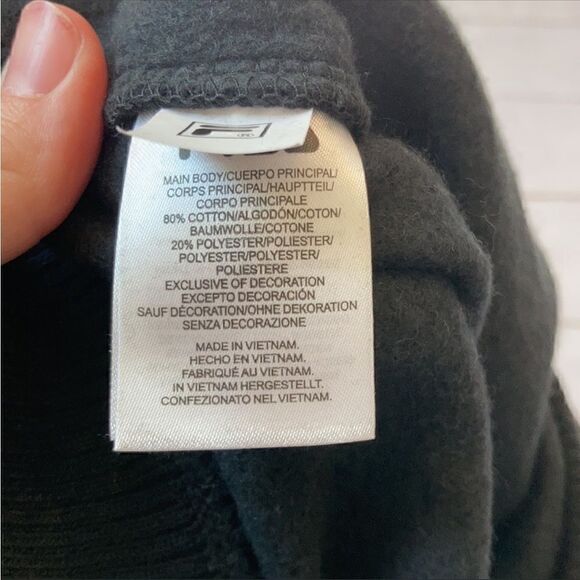 MAIN BODY/CUERPO PRINCIPAL/
CORPS PRINCIPAL/HAUPTTEIL/
CORPO PRINCIPALE
80% COTTON/ALGODÓN/COTON/
BAUMWOLLE/COTONE
20% POLYESTER/POLIESTER/
POLYESTER/POLYESTER/
POLIESTERE
EXCLUSIVE OF DECORATION
EXCEPTO DECORACIÓN
SAUF DÉCORATION/OHNE DEKORATION
SENZA DECORAZIONE
MADE IN VIETNAM.
HECHO EN VIETNAM.
FABRIQUÉ AU VIETNAM.
IN VIETNAM HERGESTELLT.
CONFEZIONATO NEL VIETNAM.